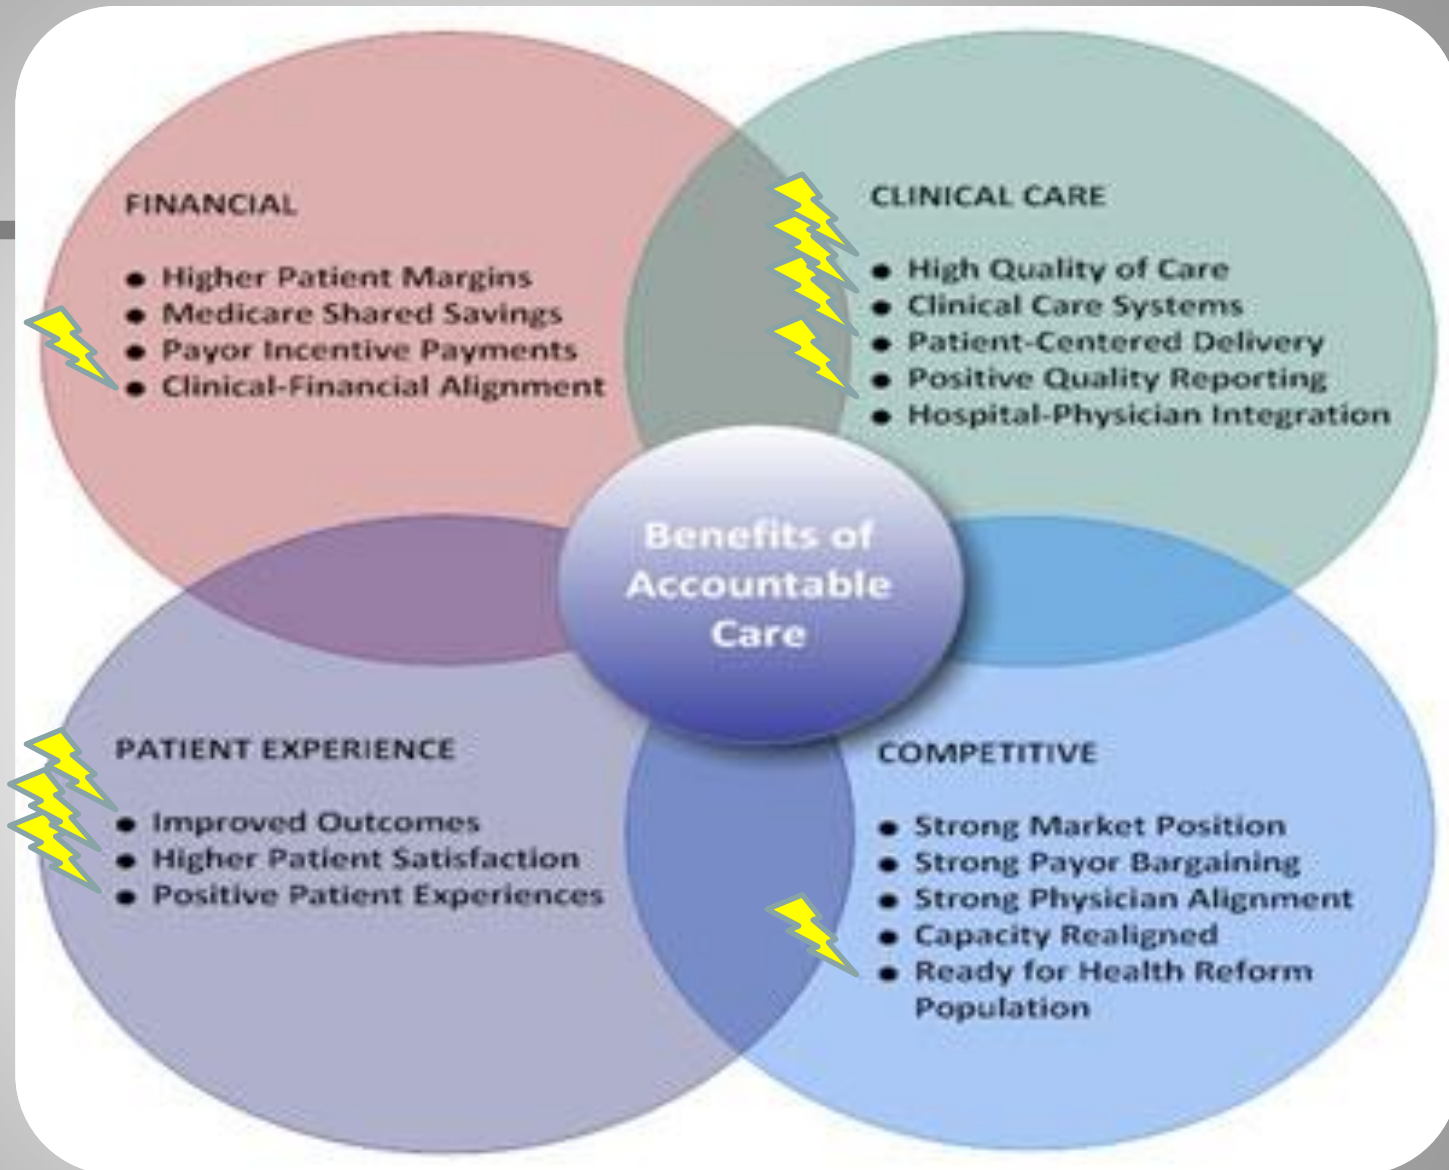 FINANCIAL
● Higher Patient Margins
● Medicare Shared Savings
● Payor Incentive Payments
● Clinical-Financial Alignment
CLINICAL CARE
● High Quality of Care
● Clinical Care Systems
● Patient-Centered Delivery
● Positive Quality Reporting
● Hospital-Physician Integration
Benefits of
Accountable
Care
PATIENT EXPERIENCE
● Improved Outcomes
● Higher Patient Satisfaction
● Positive Patient Experiences
COMPETITIVE
● Strong Market Position
● Strong Payor Bargaining
● Strong Physician Alignment
● Capacity Realigned
● Ready for Health Reform
Population